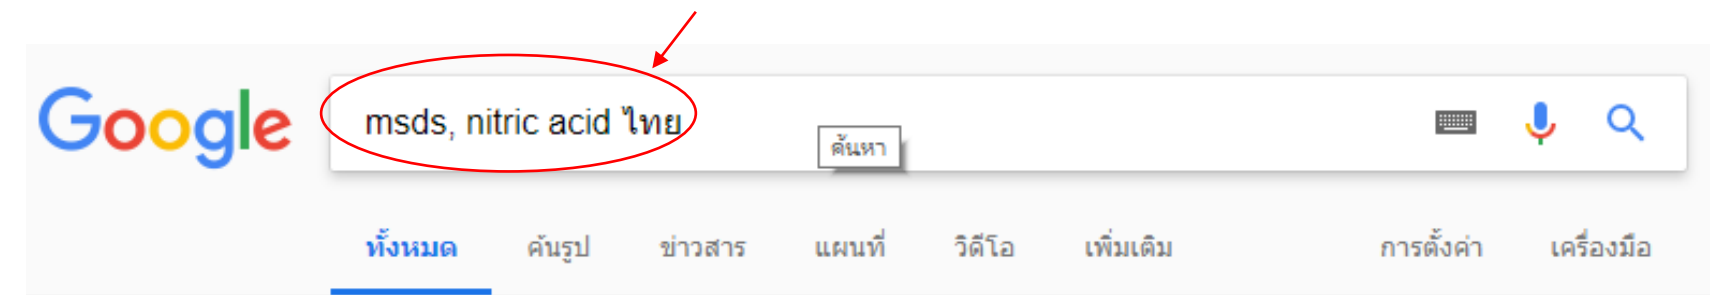 Google
msds, nitric acid ไทย
ค้นหา
ทั้งหมด ค้นรูป ข่าวสาร แผนที่ วิดีโอ เพิ่มเติม การตั้งค่า เครื่องมือ